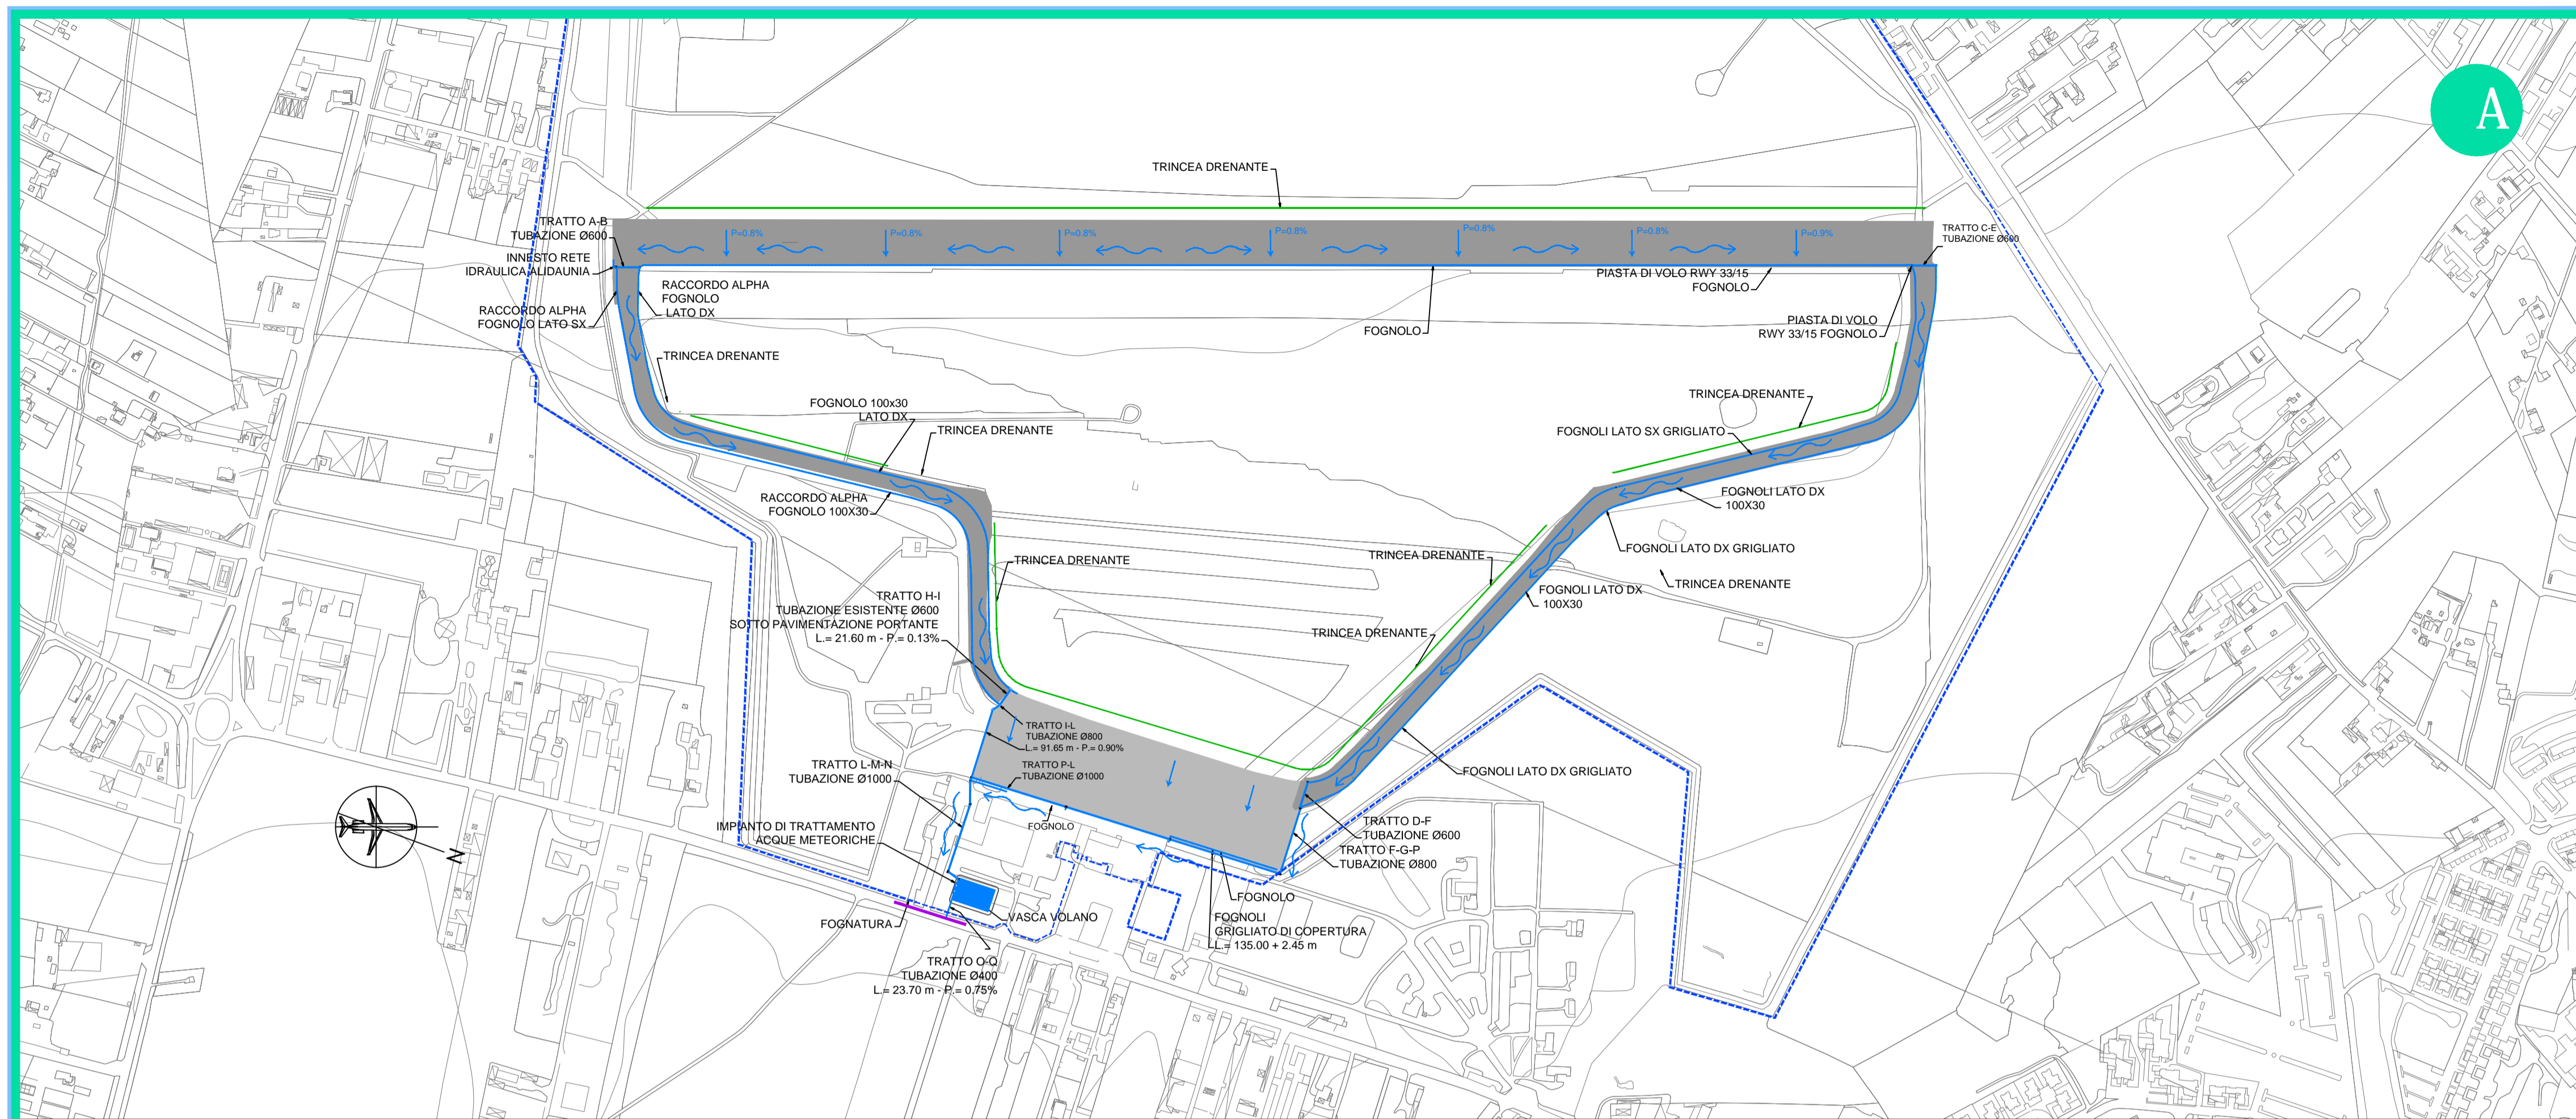 A
TRINCEA DRENANTE
TRATTO A-B
TUBAZIONE Ø600
P=0.8%
P=0.8%
P=0.8%
P=0.8%
P=0.8%
P=0.8%
P=0.9%
TRATTO C-E
TUBAZIONE Ø600
INNESTO RETE
IDRAULICA ALIDAUNIA
PIASTA DI VOLO RWY 33/15
FOGNOLO
RACCORDO ALPHA
FOGNOLO
LATO DX
RACCORDO ALPHA
FOGNOLO LATO SX
FOGNOLO
PIASTA DI VOLO
RWY 33/15 FOGNOLO
TRINCEA DRENANTE
FOGNOLO 100x30
LATO DX
TRINCEA DRENANTE
TRINCEA DRENANTE
FOGNOLI LATO SX GRIGLIATO
RACCORDO ALPHA
FOGNOLO 100X30
FOGNOLI LATO DX
100X30
TRINCEA DRENANTE
TRINCEA DRENANTE
FOGNOLI LATO DX GRIGLIATO
TRINCEA DRENANTE
FOGNOLI LATO DX
100X30
TRATTO H-I
TUBAZIONE ESISTENTE Ø600
SOTTO PAVIMENTAZIONE PORTANTE
L.= 21.60 m - P.= 0.13%
TRINCEA DRENANTE
TRATTO I-L
TUBAZIONE Ø800
L.= 91.65 m - P.= 0.90%
TRATTO L-M-N
TUBAZIONE Ø1000
TRATTO P-L
TUBAZIONE Ø1000
FOGNOLI LATO DX GRIGLIATO
FOGNOLO
IMPIANTO DI TRATTAMENTO
ACQUE METEORICHE
TRATTO D-F
TUBAZIONE Ø600
TRATTO F-G-P
TUBAZIONE Ø800
N
FOGNOLO
VASCA VOLANO
FOGNATURA
FOGNOLI
GRIGLIATO DI COPERTURA
L.= 135.00 + 2.45 m
TRATTO O-Q
TUBAZIONE Ø400
L.= 23.70 m - P.= 0.75%